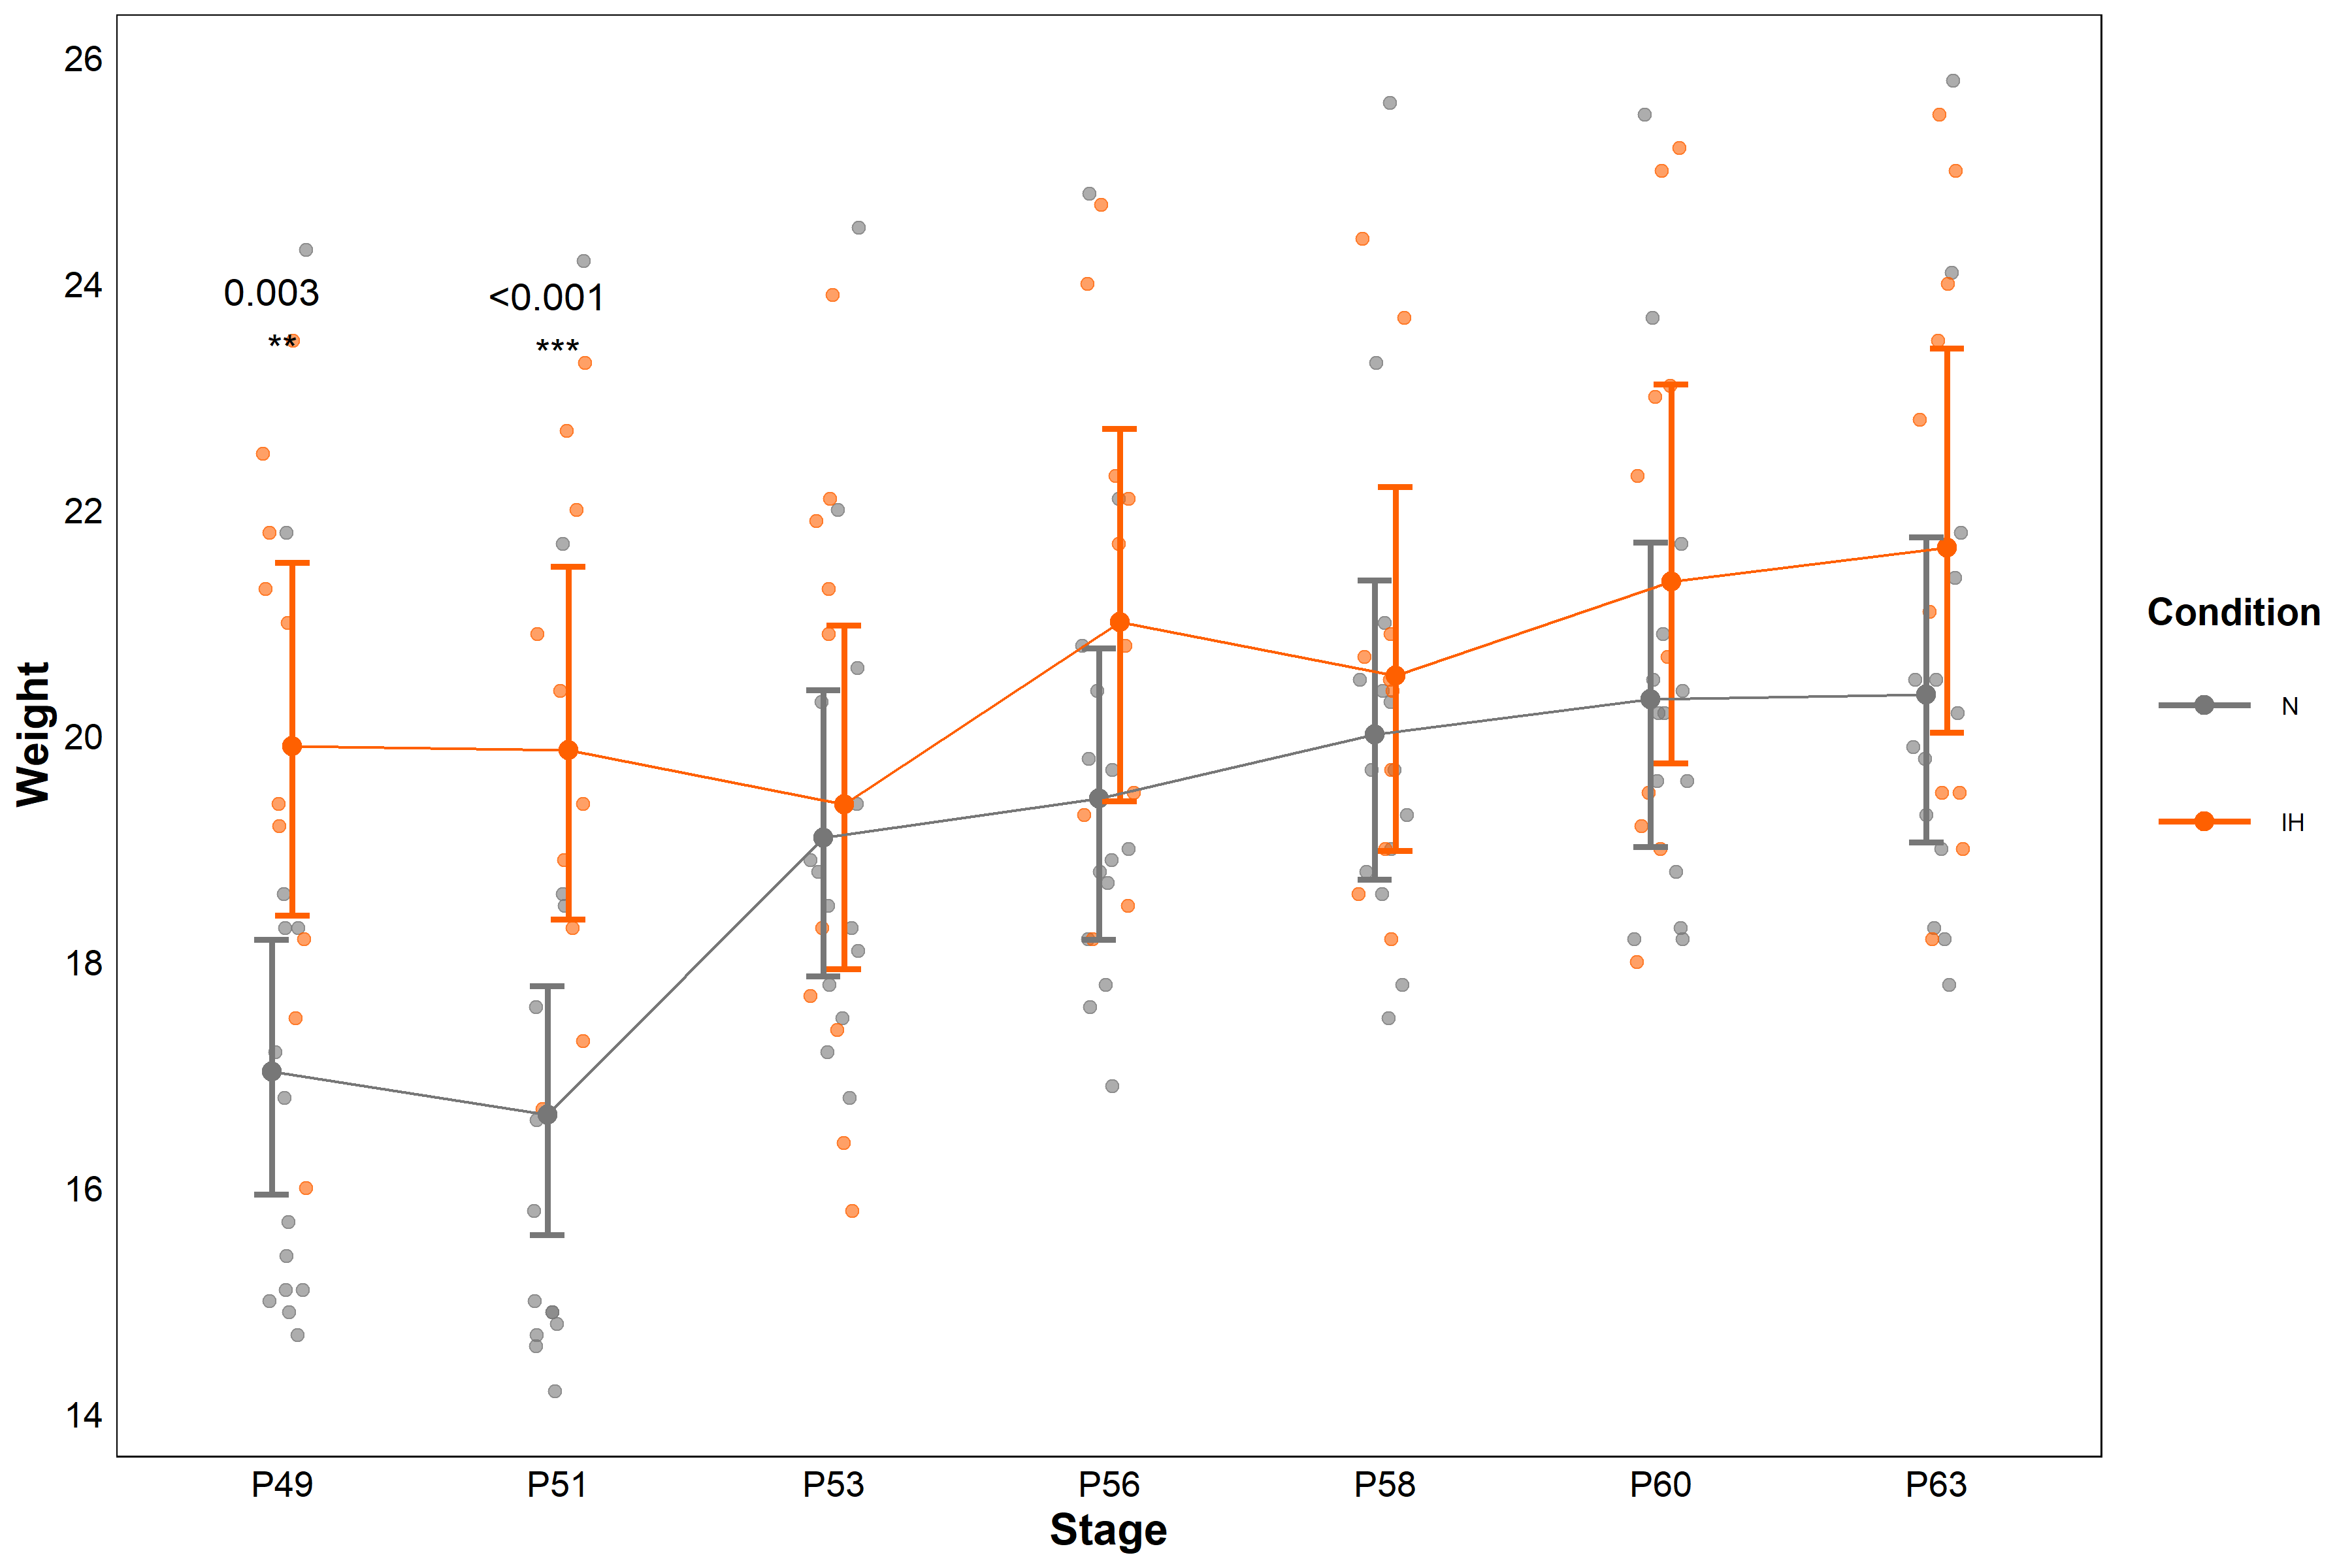 26
24
22
20
18
16
14
Weight
0.003
**
<0.001
***
P49 P51 P53 P56 P58 P60 P63
Stage
Condition
N
IH